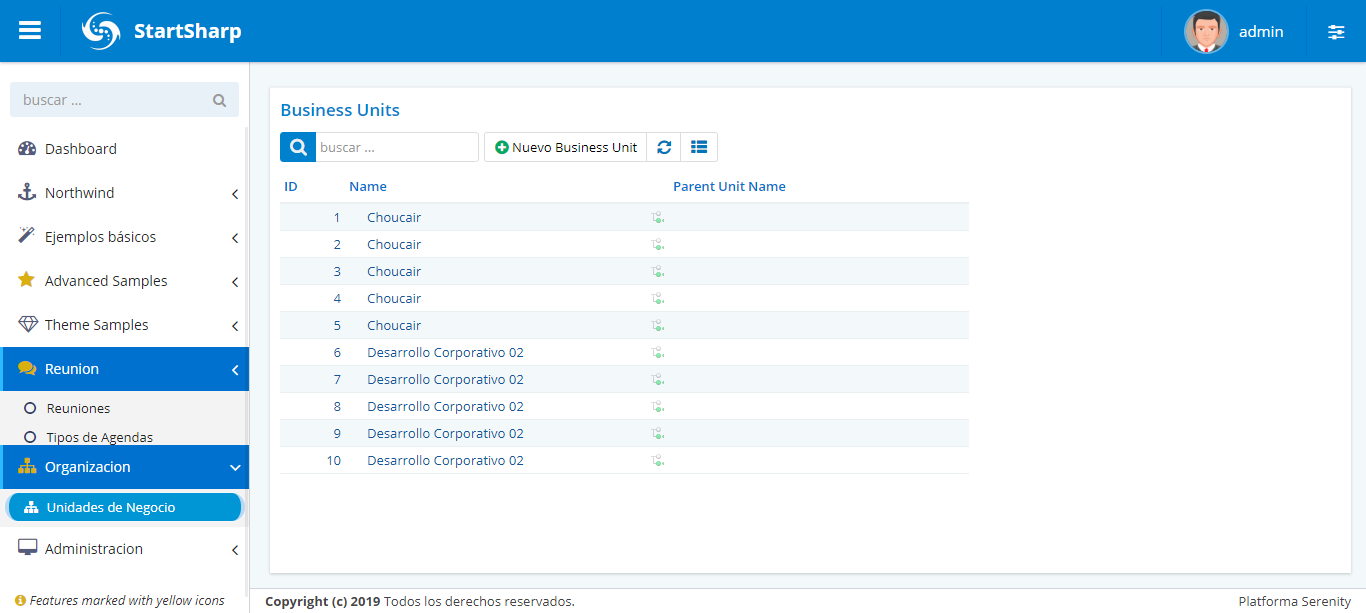 StartSharp
admin
buscar ...
Dashboard
Northwind
Ejemplos básicos
Advanced Samples
Theme Samples
Reunion
Reuniones
Tipos de Agendas
Organizacion
Unidades de Negocio
Administracion
Features marked with yellow icons
Business Units
buscar ... Nuevo Business Unit
ID Name Parent Unit Name
1 Choucair
2 Choucair
3 Choucair
4 Choucair
5 Choucair
6 Desarrollo Corporativo 02
7 Desarrollo Corporativo 02
8 Desarrollo Corporativo 02
9 Desarrollo Corporativo 02
10 Desarrollo Corporativo 02
Copyright (c) 2019 Todos los derechos reservados. Platforma Serenity